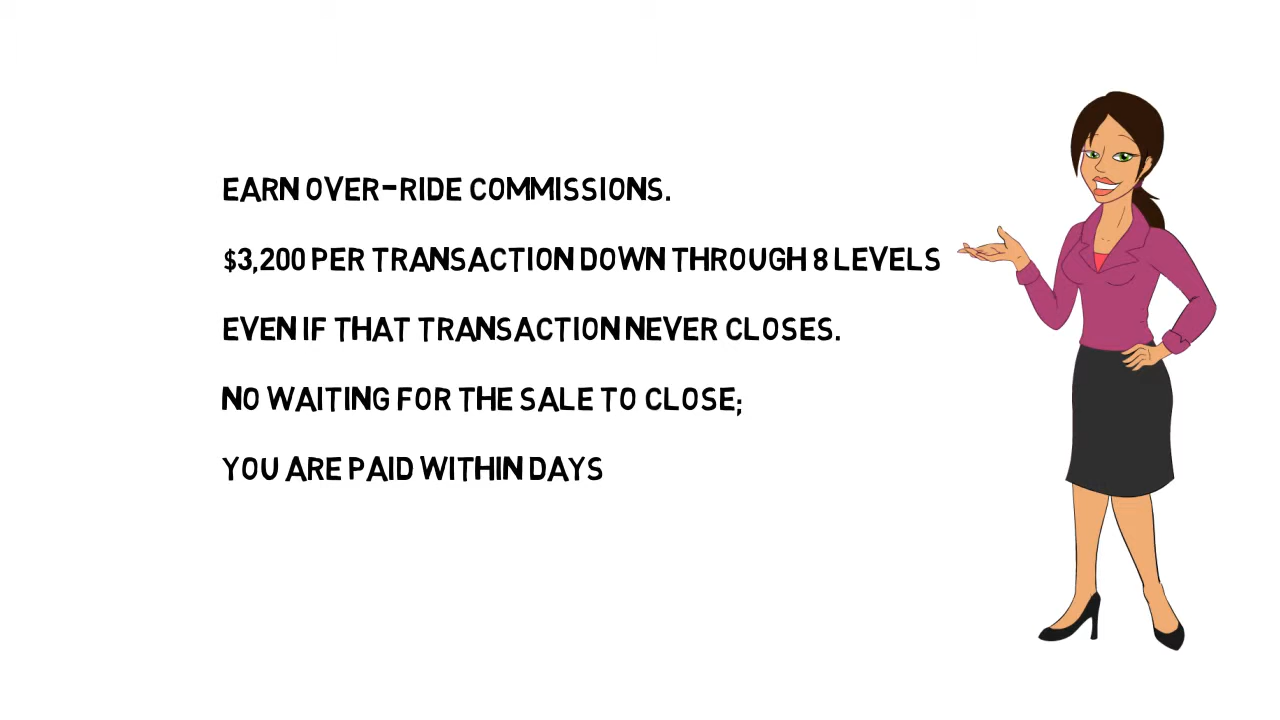 EARN OVER-RIDE COMMISSIONS.
$3,200 PER TRANSACTION DOWN THROUGH 8 LEVELS
EVEN IF THAT TRANSACTION NEVER CLOSES.
NO WAITING FOR THE SALE TO CLOSE;
YOU ARE PAID WITHIN DAYS